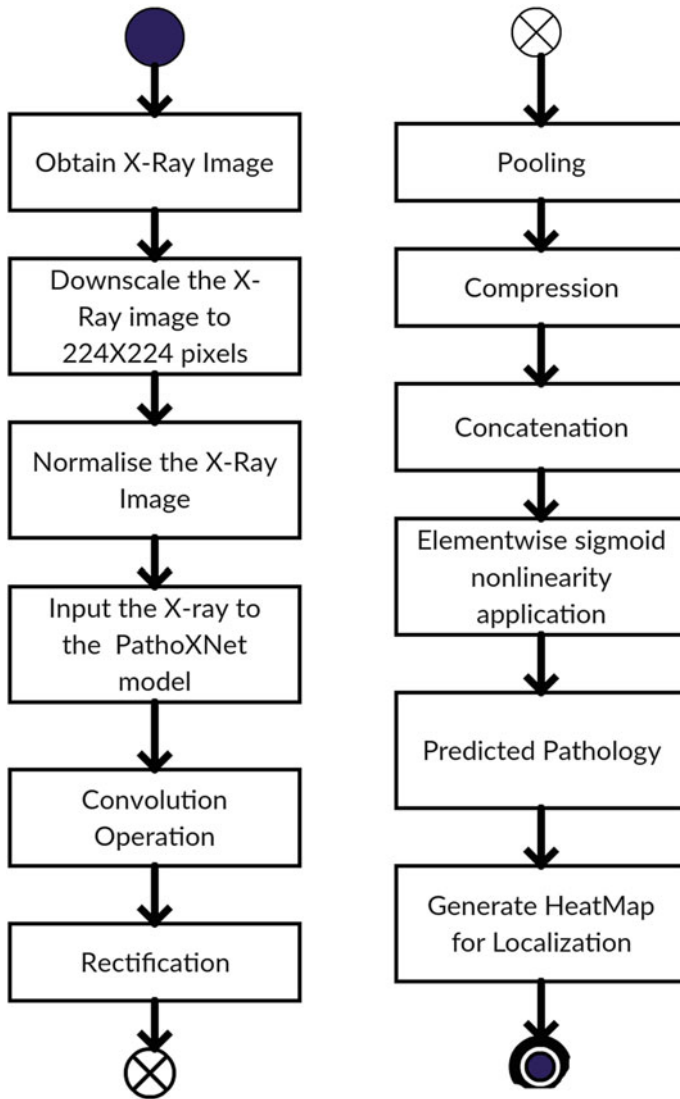 Obtain X-Ray Image
Downscale the X-
Ray image to
224X224 pixels
Normalise the X-Ray
Image
Input the X-ray to
the PathoXNet
model
Convolution
Operation
Rectification
Pooling
Compression
Concatenation
Elementwise sigmoid
nonlinearity
application
Predicted Pathology
Generate HeatMap
for Localization